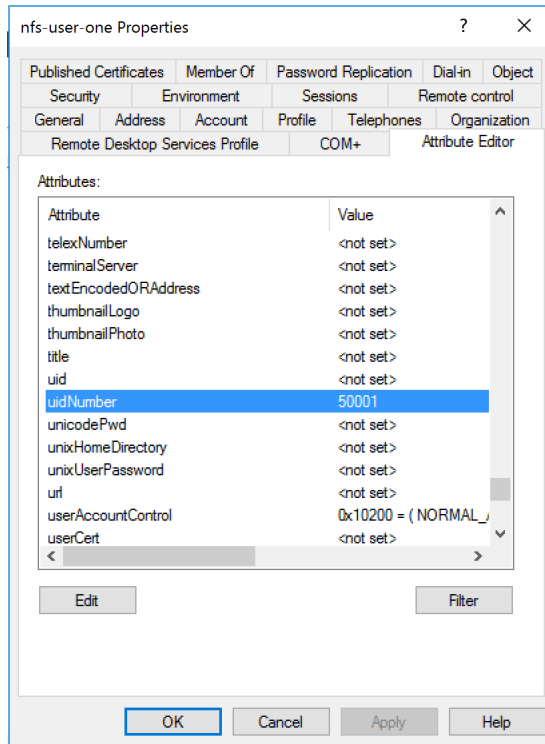 nfs-user-one Properties ? ×
Published Certificates Member Of Password Replication Dial-in Object
Security Environment Sessions Remote control
General Address Account Profile Telephones Organization
Remote Desktop Services Profile COM+ Attribute Editor
Attributes:
Attribute Value
telexNumber <not set>
terminalServer <not set>
textEncodedORAddress <not set>
thumbnailLogo <not set>
thumbnailPhoto <not set>
title <not set>
uid <not set>
uidNumber 50001
unicodePwd <not set>
unixHomeDirectory <not set>
unixUserPassword <not set>
url <not set>
userAccountControl 0x10200 = ( NORMAL_
userCert <not set>
Edit Filter
OK Cancel Apply Help